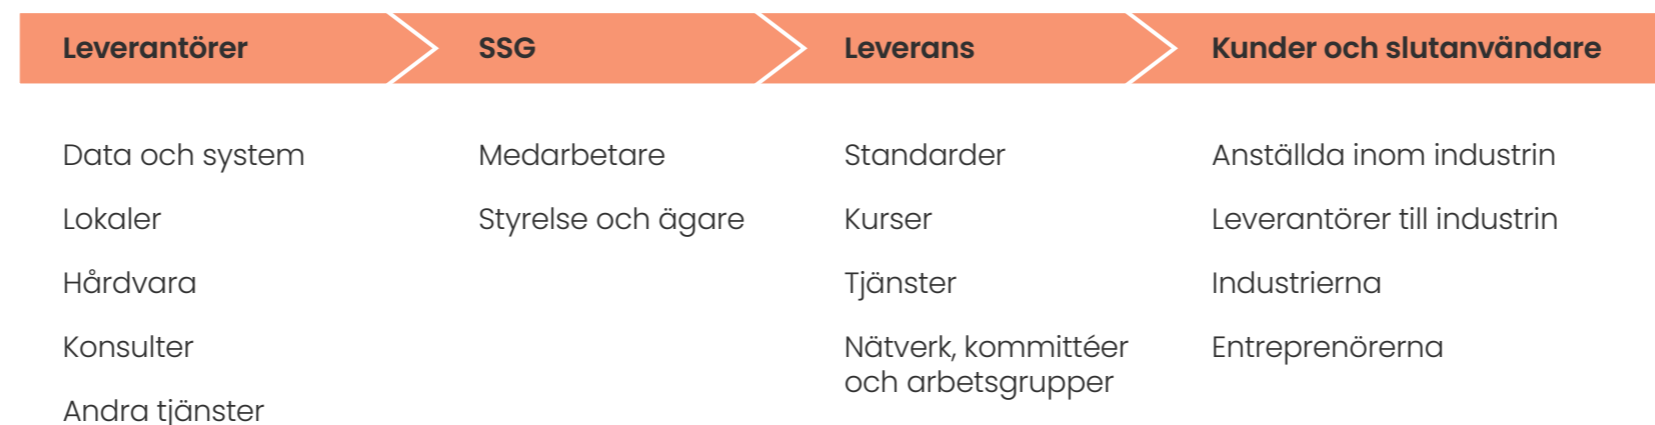 Leverantörer
Data och system
Lokaler
Hårdvara
Konsulter
Andra tjänster
SSG
Medarbetare
Styrelse och ägare
Leverans
Standarder
Kurser
Tjänster
Nätverk, kommittéer
och arbetsgrupper
Kunder och slutanvändare
Anställda inom industrin
Leverantörer till industrin
Industrierna
Entreprenörerna